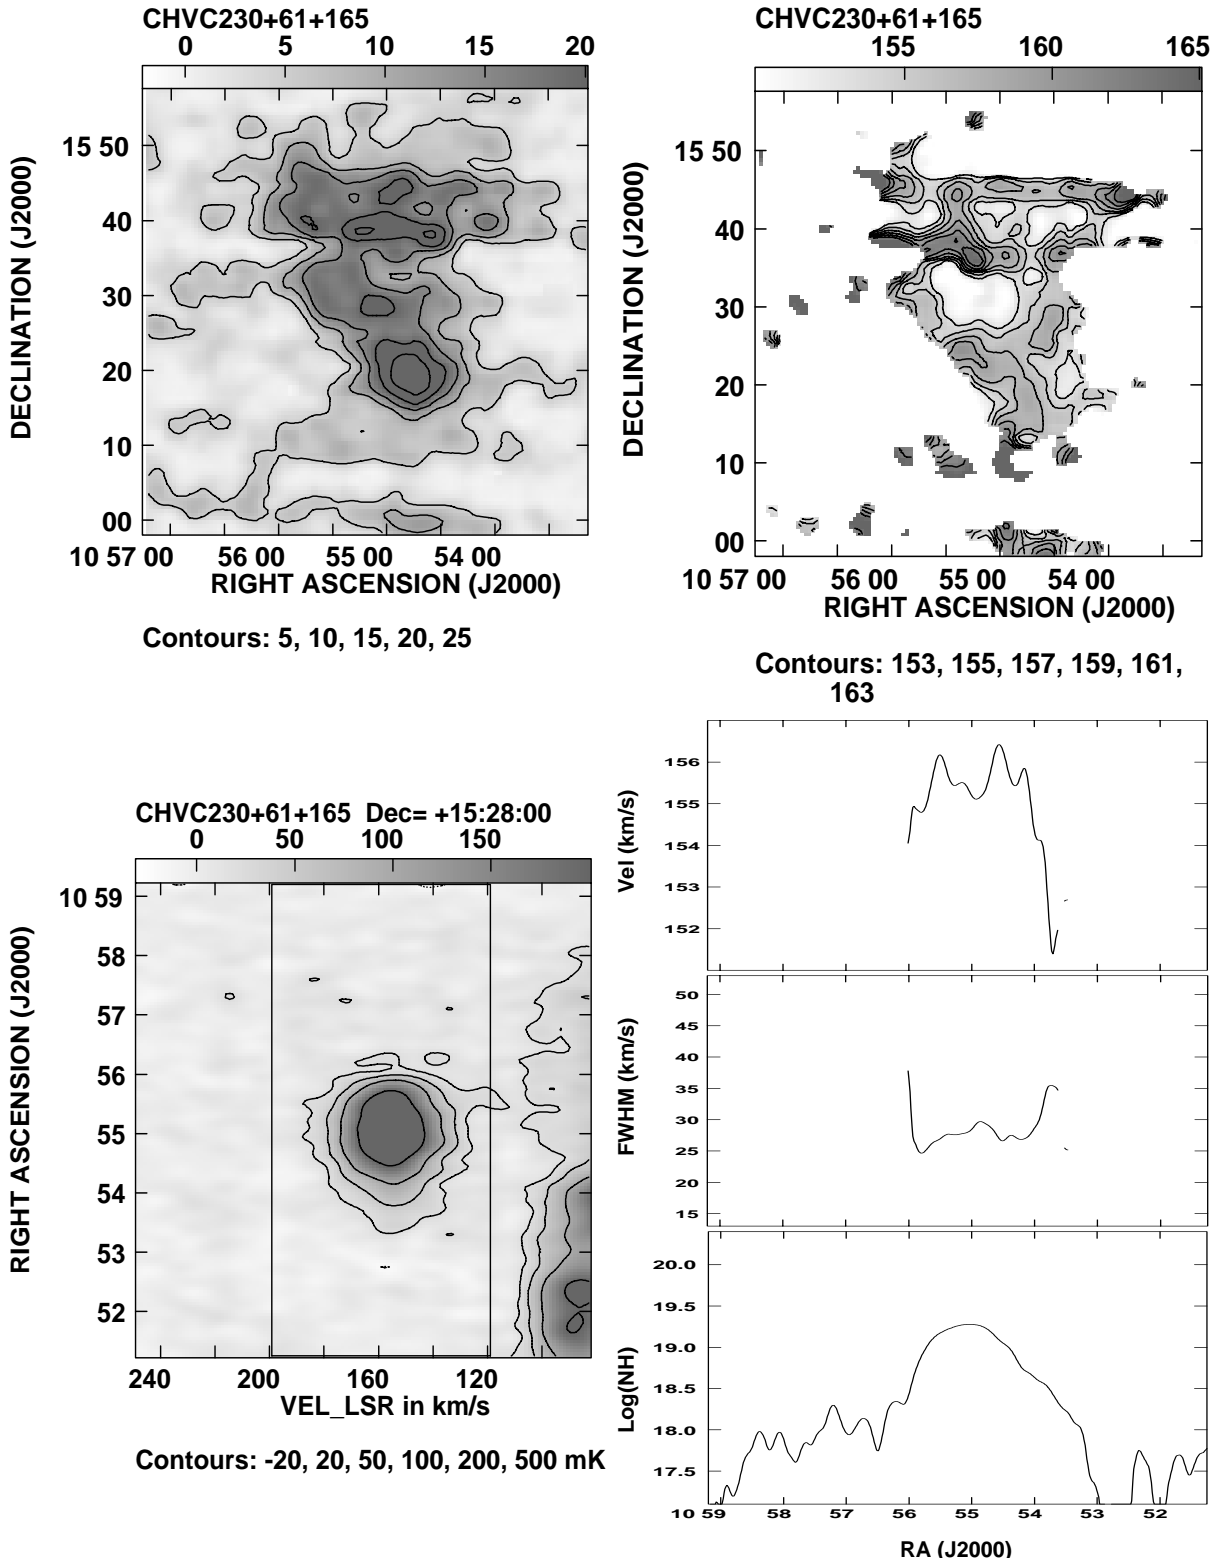 CHVC230+61+165
0 5 10 15 20
15 50
40
30
20
10
00
DECLINATION (J2000)
10 57 00 56 00 55 00 54 00
RIGHT ASCENSION (J2000)
Contours: 5, 10, 15, 20, 25
CHVC230+61+165
155 160 165
15 50
40
30
20
10
00
DECLINATION (J2000)
10 57 00 56 00 55 00 54 00
RIGHT ASCENSION (J2000)
Contours: 153, 155, 157, 159, 161,
163
CHVC230+61+165 Dec= +15:28:00
0 50 100 150
10 59
58
57
56
55
54
53
52
RIGHT ASCENSION (J2000)
240 200 160 120
VEL_LSR in km/s
Contours: -20, 20, 50, 100, 200, 500 mK
156
155
154
153
152
Vel (km/s)
50
45
40
35
30
25
20
15
FWHM (km/s)
20.0
19.5
19.0
18.5
18.0
17.5
Log(NH)
10 59 58 57 56 55 54 53 52
RA (J2000)